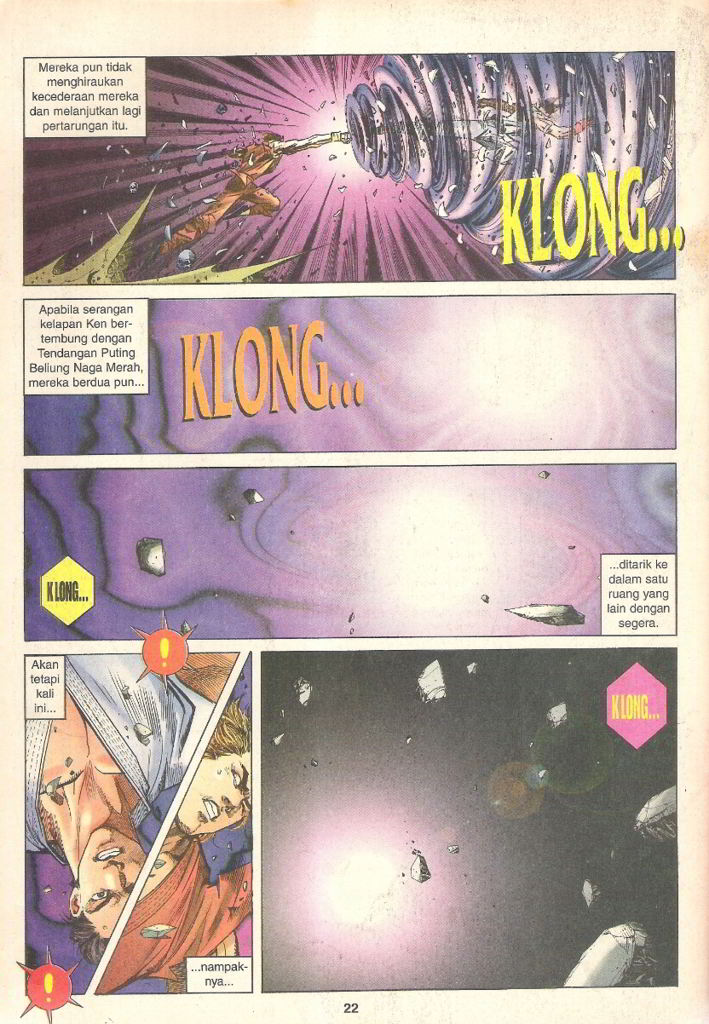 Mereka pun tidak
menghiraukan
kecederaan mereka
dan melanjutkan lagi
pertarungan itu.
KLONG...
Apabila serangan
kelapan Ken ber-
tembung dengan
Tendangan Puting
Beliung Naga Merah,
mereka berdua pun...
KLONG...
KLONG...
...ditarik ke
dalam satu
ruang yang
lain dengan
segera.
Akan
tetapi
kali
ini...
!
!
...nampak-
nya...
KLONG...
22